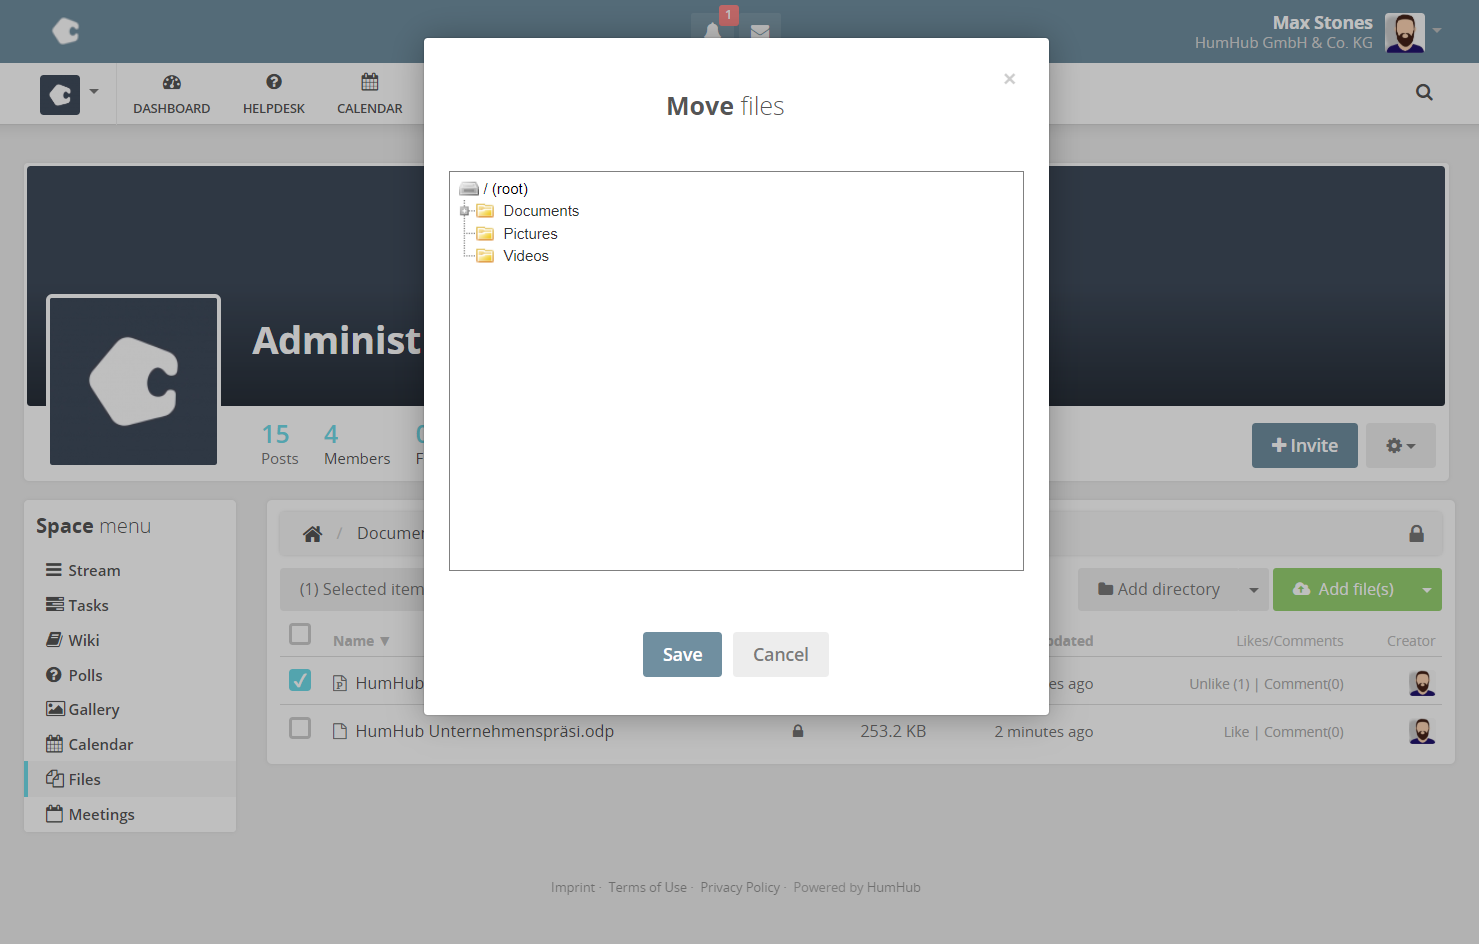 1
Max Stones
HumHub GmbH & Co. KG
DASHBOARD
HELPDESK
CALENDAR
×
Move files
/ (root)
Documents
Pictures
Videos
Administ
15
4
Posts
Members
F
Invite
Space menu
Stream
Tasks
Wiki
Polls
Gallery
Calendar
Files
Meetings
/ Documen
(1) Selected item
Add directory
Add file(s)
Name ▼
pdated
Likes/Comments
Creator
HumHub
es ago
Unlike (1) | Comment(0)
HumHub Unternehmenspräsi.odp
253.2 KB
2 minutes ago
Like | Comment(0)
Save
Cancel
Imprint · Terms of Use · Privacy Policy · Powered by HumHub